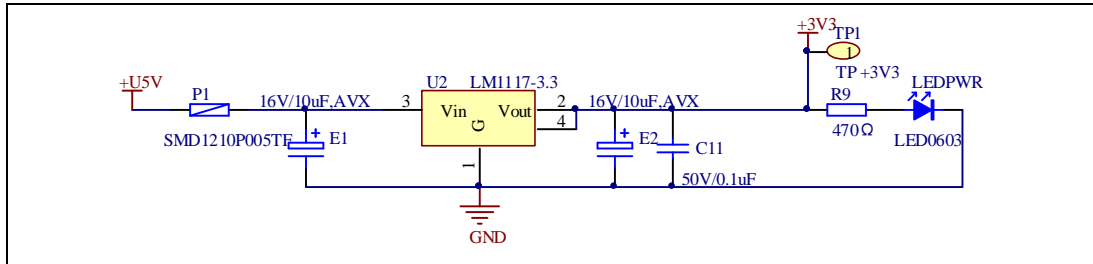 +3V3
TP1
1
TP +3V3
+U5V
P1
SMD1210P005TF
16V/10uF,AVX
E1
3
U2
LM1117-3.3
Vin
Vout
G
2
4
1
16V/10uF,AVX
E2
C11
50V/0.1uF
R9
470Ω
LEDPWR
LED0603
GND